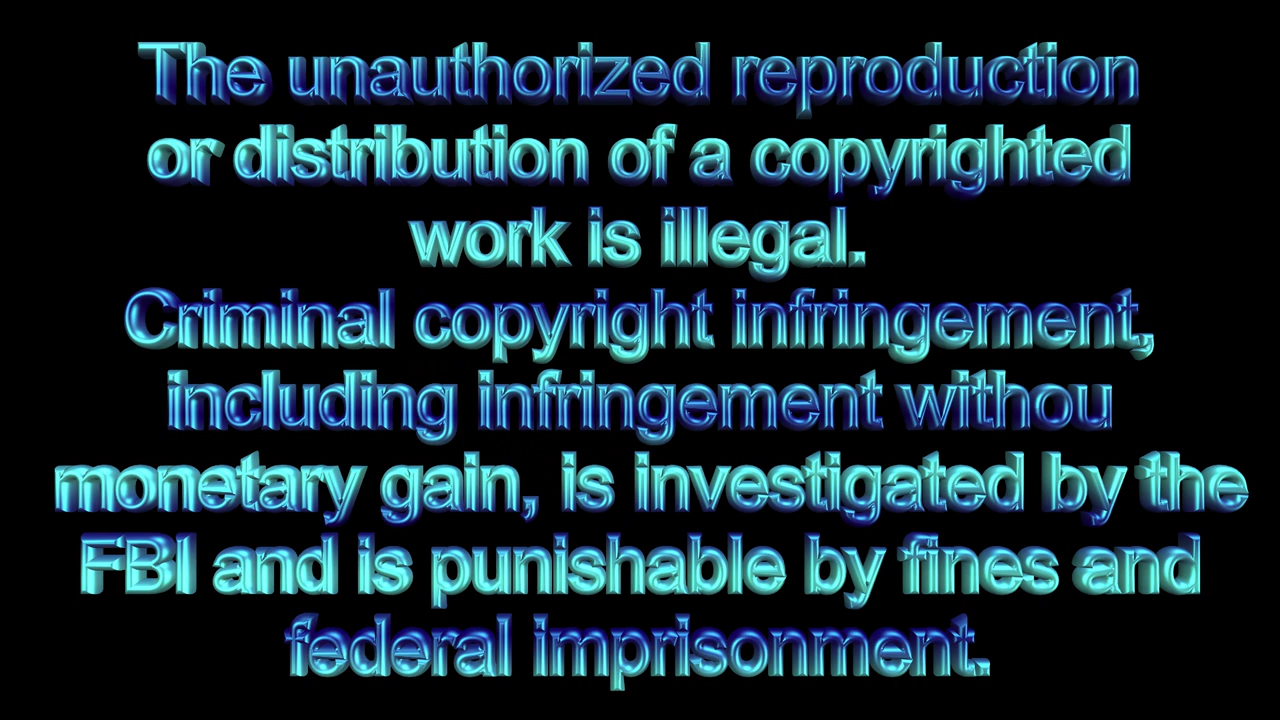 The unauthorized reproduction
or distribution of a copyrighted
work is illegal.
Criminal copyright infringement,
including infringement withou
monetary gain, is investigated by the
FBI and is punishable by fines and
federal imprisonment.